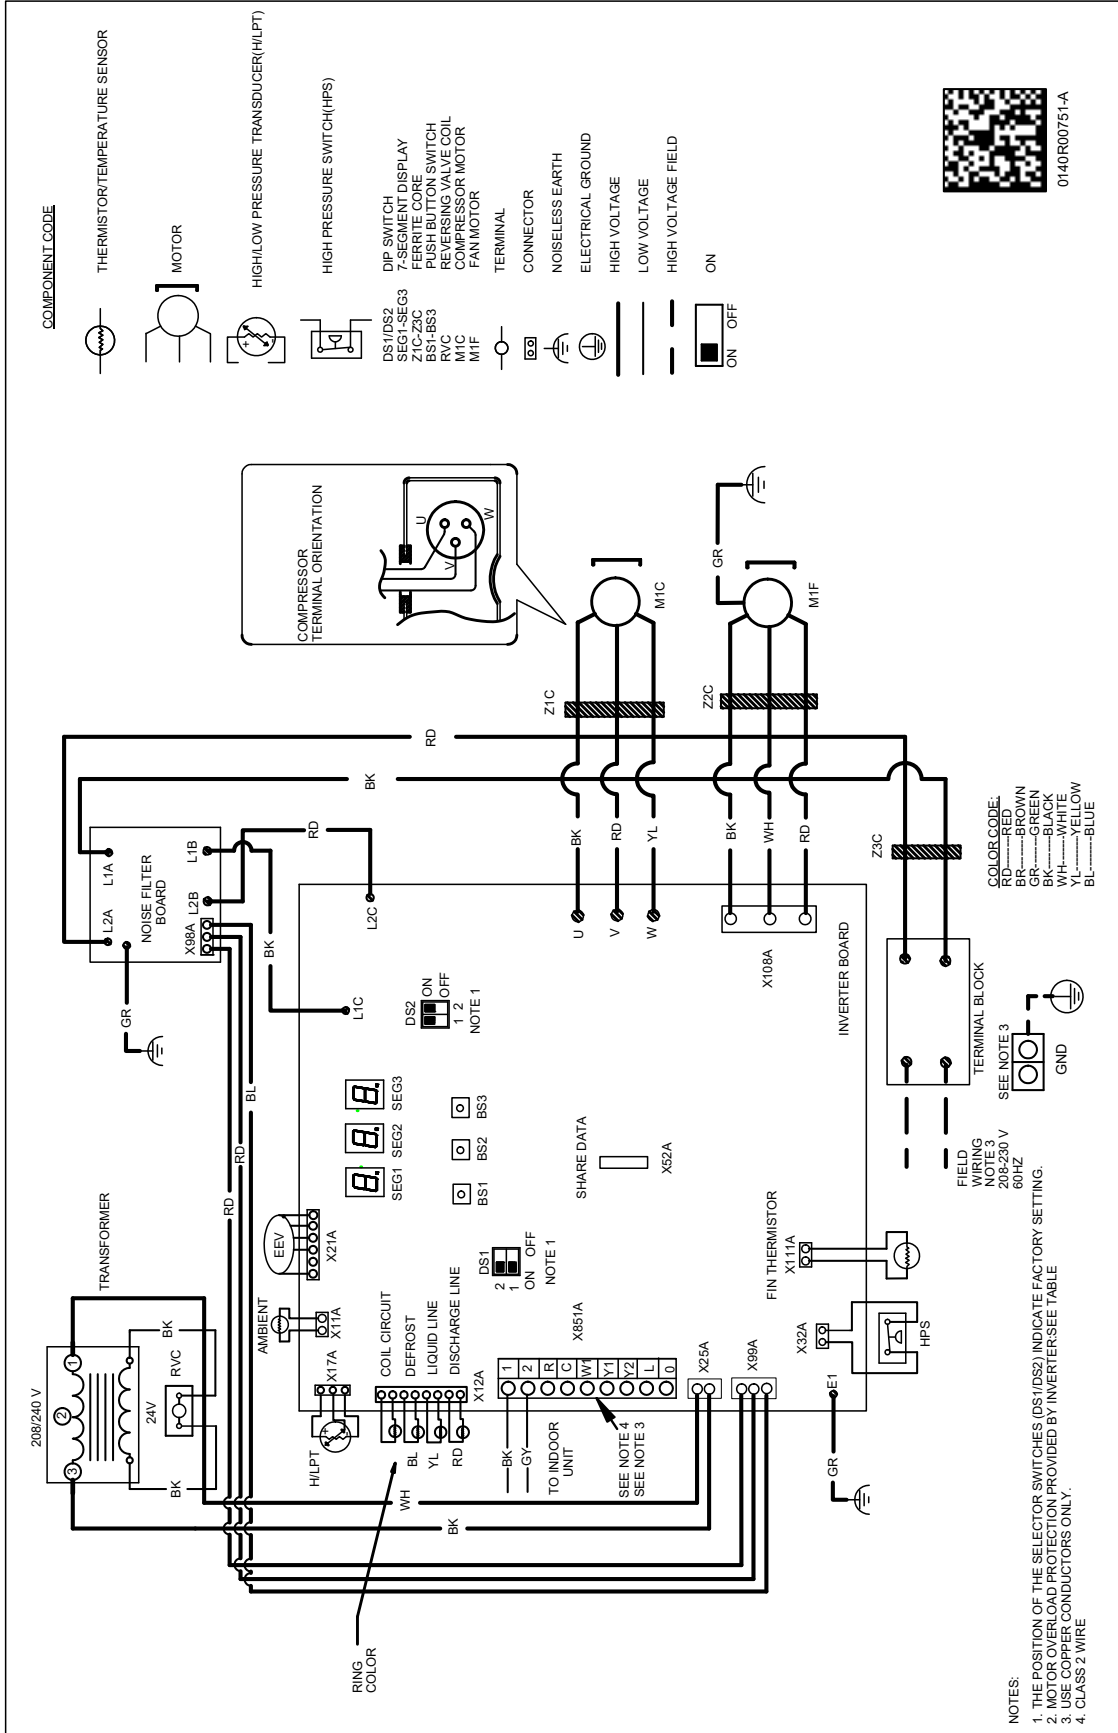 COMPONENT CODE
THERMISTOR/TEMPERATURE SENSOR
MOTOR
HIGH/LOW PRESSURE TRANSDUCER(H/LPT)
HIGH PRESSURE SWITCH(HPS)
DS1/DS2 DIP SWITCH
SEG1-SEG3 7-SEGMENT DISPLAY
Z1C-Z3C FERRITE CORE
BS1-BS3 PUSH BUTTON SWITCH
RVC REVERSING VALVE COIL
M1C COMPRESSOR MOTOR
M1F FAN MOTOR
TERMINAL
CONNECTOR
NOISELESS EARTH
ELECTRICAL GROUND
HIGH VOLTAGE
LOW VOLTAGE
HIGH VOLTAGE FIELD
ON
ON OFF
0140R00751-A
COMPRESSOR
TERMINAL ORIENTATION
U
V
W
Z1C
M1C
Z2C
M1F
GR
RD
BK
NOISE FILTER
BOARD
L2A
L1A
X98A
L2B
L1B
GR
RD
BK
L1C
L2C
BL
RD
RD
BK
RD
YL
U
V
W
BK
WH
RD
X108A
INVERTER BOARD
Z3C
COLOR CODE:
RD--------RED
BR--------BROWN
GR--------GREEN
BK--------BLACK
WH-------WHITE
YL--------YELLOW
BL--------BLUE
TERMINAL BLOCK
SEE NOTE 3
GND
FIELD
WIRING
NOTE 3
208-230 V
60HZ
DS2
ON
OFF
1 2
NOTE 1
8. 8. 8.
SEG1
SEG2
SEG3
BS1
BS2
BS3
SHARE DATA
X52A
DS1
2
1
ON OFF
NOTE 1
TRANSFORMER
208/240 V
1
2
3
24V
RVC
BK
BK
EEV
X21A
AMBIENT
X11A
X17A
H/LPT
COIL CIRCUIT
DEFROST
LIQUID LINE
DISCHARGE LINE
X12A
BL
YL
RD
RING
COLOR
WH
BK
X851A
1
2
R
C
W1
Y1
Y2
L
0
BK
GY
TO INDOOR
UNIT
SEE NOTE 4
SEE NOTE 3
X25A
X99A
FIN THERMISTOR
X111A
X32A
HPS
E1
GR
NOTES:
1. THE POSITION OF THE SELECTOR SWITCHES (DS1/DS2) INDICATE FACTORY SETTING.
2. MOTOR OVERLOAD PROTECTION PROVIDED BY INVERTER:SEE TABLE
3. USE COPPER CONDUCTORS ONLY.
4. CLASS 2 WIRE